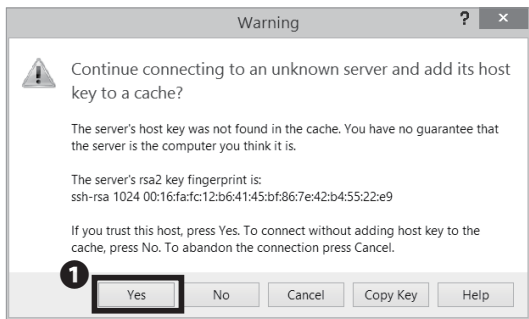 Warning
? ×
Continue connecting to an unknown server and add its host
key to a cache?
The server's host key was not found in the cache. You have no guarantee that
the server is the computer you think it is.
The server's rsa2 key fingerprint is:
ssh-rsa 1024 00:16:fa:fc:12:b6:41:45:bf:86:7e:42:b4:55:22:e9
If you trust this host, press Yes. To connect without adding host key to the
cache, press No. To abandon the connection press Cancel.
1
Yes No Cancel Copy Key Help